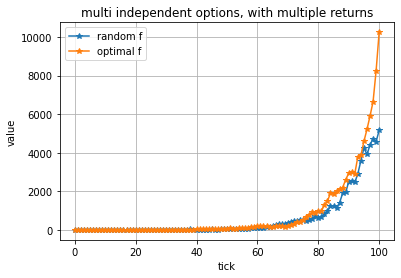 multi independent options, with multiple returns
random f
optimal f
10000
8000
6000
4000
2000
0
value
0
20
40
60
80
100
tick